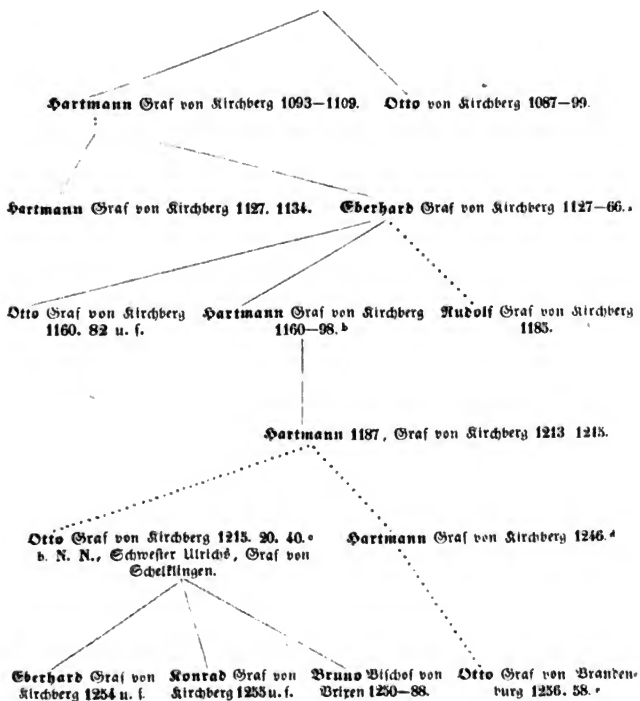 Hartmann Graf von Kirchberg 1093–1109. Otto von Kirchberg 1087–99.
Hartmann Graf von Kirchberg 1127. 1134. Eberhard Graf von Kirchberg 1127–66. a
Otto Graf von Kirchberg
1160. 82 u. f.
Hartmann Graf von Kirchberg
1160–98. b
Rudolf Graf von Kirchberg
1185.
Hartmann 1187, Graf von Kirchberg 1213 1215.
Otto Graf von Kirchberg 1215. 20. 40. c
h. N. N., Schwester Ulrichs, Graf von
Schelklingen.
Hartmann Graf von Kirchberg 1246. d
Eberhard Graf von
Kirchberg 1254 u. f.
Konrad Graf von
Kirchberg 1255 u. f.
Bruno Bischof von
Brixen 1250–88.
Otto Graf von Branden-
burg 1256. 58. e